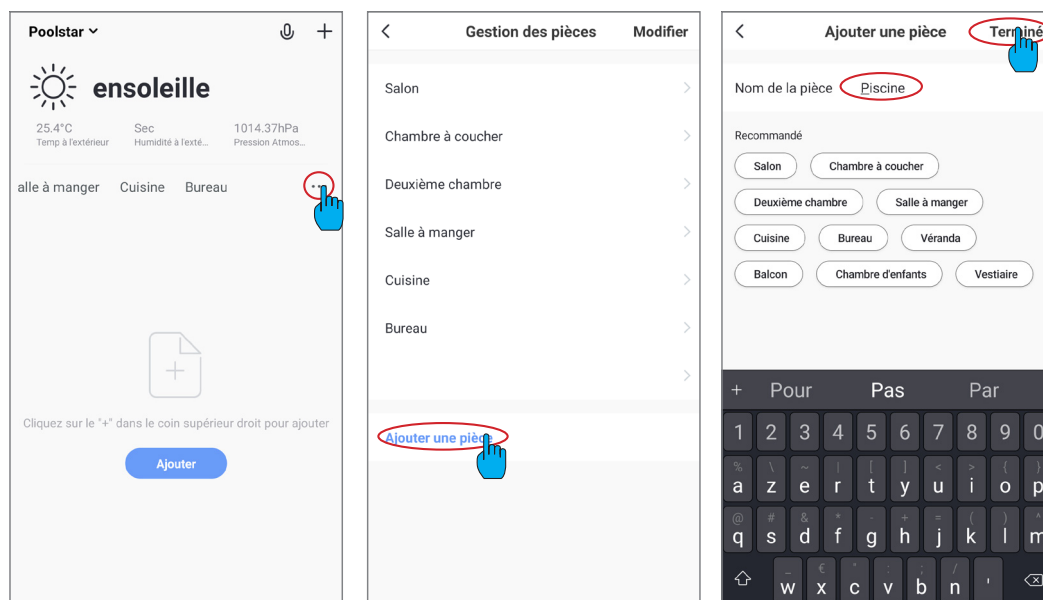 Poolstar
ensoleille
25.4°C Sec 1014.37hPa
Temp à l'extérieur Humidité à l'exté... Pression Atmos...
alle à manger Cuisine Bureau ...
Cliquez sur le "+" dans le coin supérieur droit pour ajouter
Ajouter
Gestion des pièces Modifier
Salon
Chambre à coucher
Deuxième chambre
Salle à manger
Cuisine
Bureau
Ajouter une pièce
Ajouter une pièce Terminé
Nom de la pièce Piscine
Recommandé
Salon Chambre à coucher
Deuxième chambre Salle à manger
Cuisine Bureau Véranda
Balcon Chambre d'enfants Vestiaire
+ Pour Pas Par
1 2 3 4 5 6 7 8 9 0
% \ ~ | [ ] < > { }
a z e r t y u i o p
@ # & * - + = ( ) ^
q s d f g h j k l m
_ € " : ; /
w x c v b n '